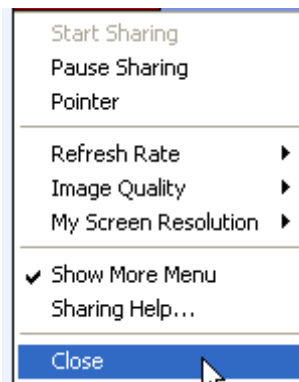 Start Sharing
Pause Sharing
Pointer
Refresh Rate
Image Quality
My Screen Resolution
Show More Menu
Sharing Help...
Close